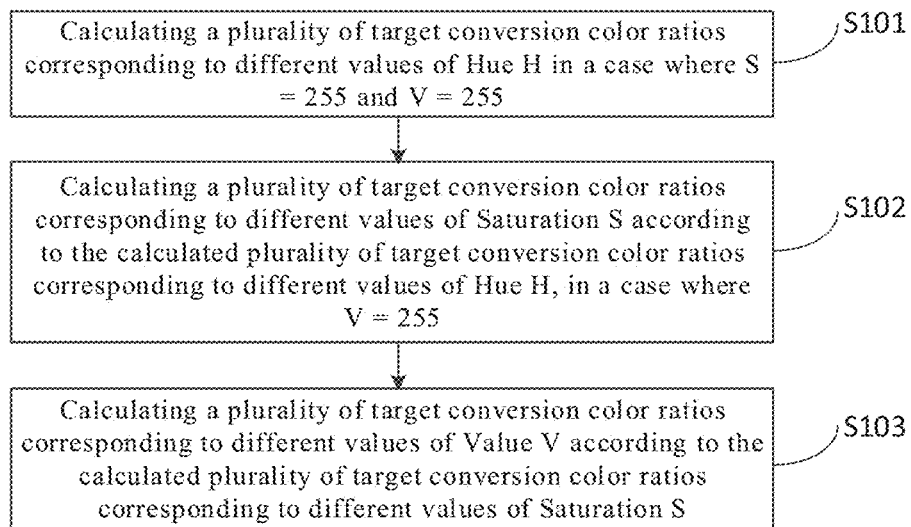 Calculating a plurality of target conversion color ratios
corresponding to different values of Hue H in a case where S
= 255 and V = 255
S101
Calculating a plurality of target conversion color ratios
corresponding to different values of Saturation S according
to the calculated plurality of target conversion color ratios
corresponding to different values of Hue H, in a case where
V = 255
S102
Calculating a plurality of target conversion color ratios
corresponding to different values of Value V according to the
calculated plurality of target conversion color ratios
corresponding to different values of Saturation S
S103